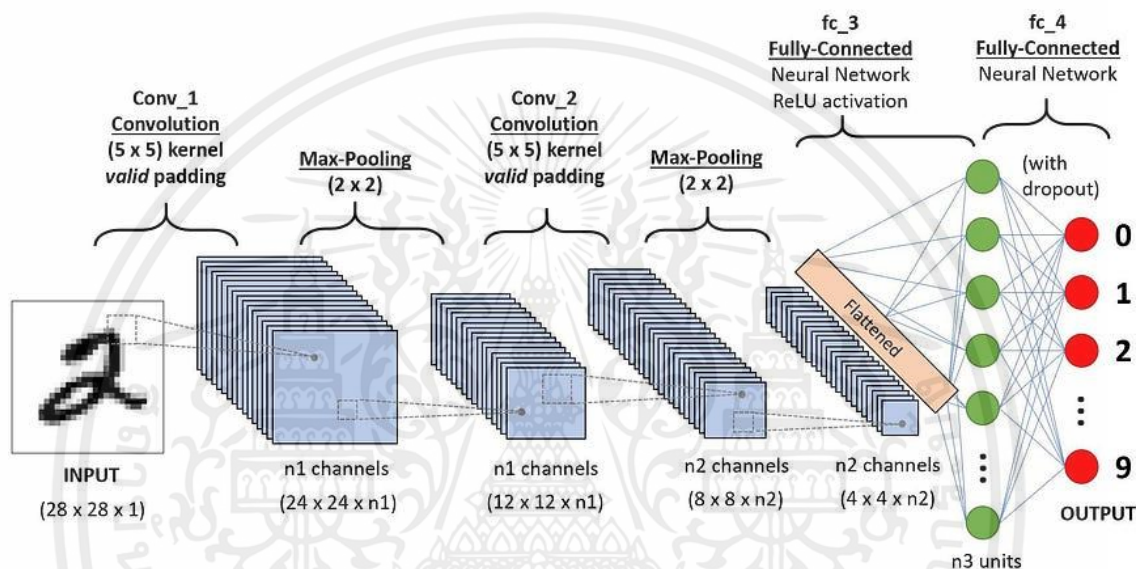 Conv_1
Convolution
(5 x 5) kernel
valid padding
Max-Pooling
(2 x 2)
Conv_2
Convolution
(5 x 5) kernel
valid padding
Max-Pooling
(2 x 2)
fc_3
Fully-Connected
Neural Network
ReLU activation
fc_4
Fully-Connected
Neural Network
(with
dropout)
2
INPUT
(28 x 28 x 1)
n1 channels
(24 x 24 x n1)
n1 channels
(12 x 12 x n1)
n2 channels
(8 x 8 x n2)
n2 channels
(4 x 4 x n2)
Flattened
n3 units
0
1
2
9
OUTPUT